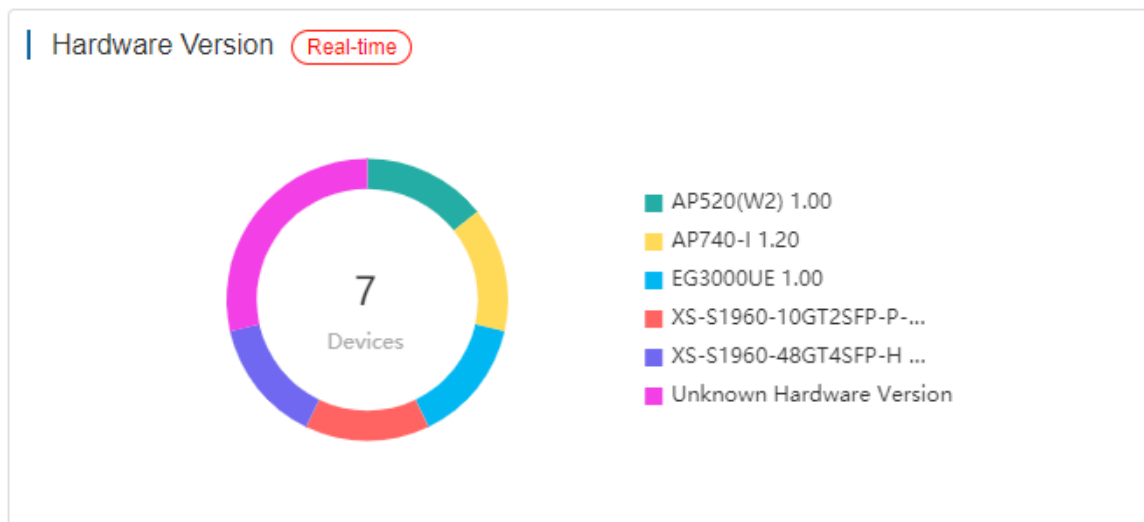 Hardware Version Real-time
7
Devices
AP520(W2) 1.00
AP740-I 1.20
EG3000UE 1.00
XS-S1960-10GT2SFP-P-...
XS-S1960-48GT4SFP-H ...
Unknown Hardware Version